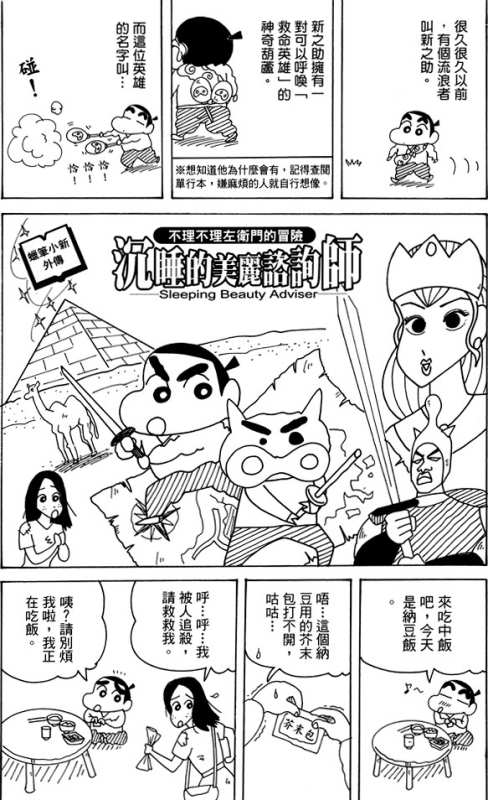 很久很久以前
，有個流浪者
叫新之助。
新之助擁有一
對可以呼喚「
救命英雄」的
神奇葫蘆。
※想知道他為什麼會有，記得查閱
單行本，嫌麻煩的人就自行想像。
而這位英雄
的名字叫…
恰！
恰！
恰！
碰！
蠟筆小新
外傳
不理不理左衛門的冒險
沉睡的美麗諮詢師
Sleeping Beauty Adviser
來吃中飯
吧，今天
是納豆飯
。
唔…這個納
豆用的芥末
包打不開，
咕咕…
芥末包
呼…呼…我
被人追殺，
請救救我。
咦？請別煩
我啦，我正
在吃飯。